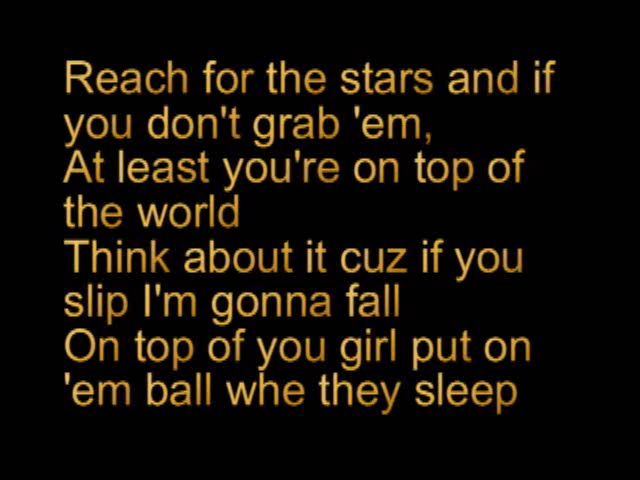 Reach for the stars and if
you don't grab 'em,
At least you're on top of
the world
Think about it cuz if you
slip I'm gonna fall
On top of you girl put on
'em ball whe they sleep